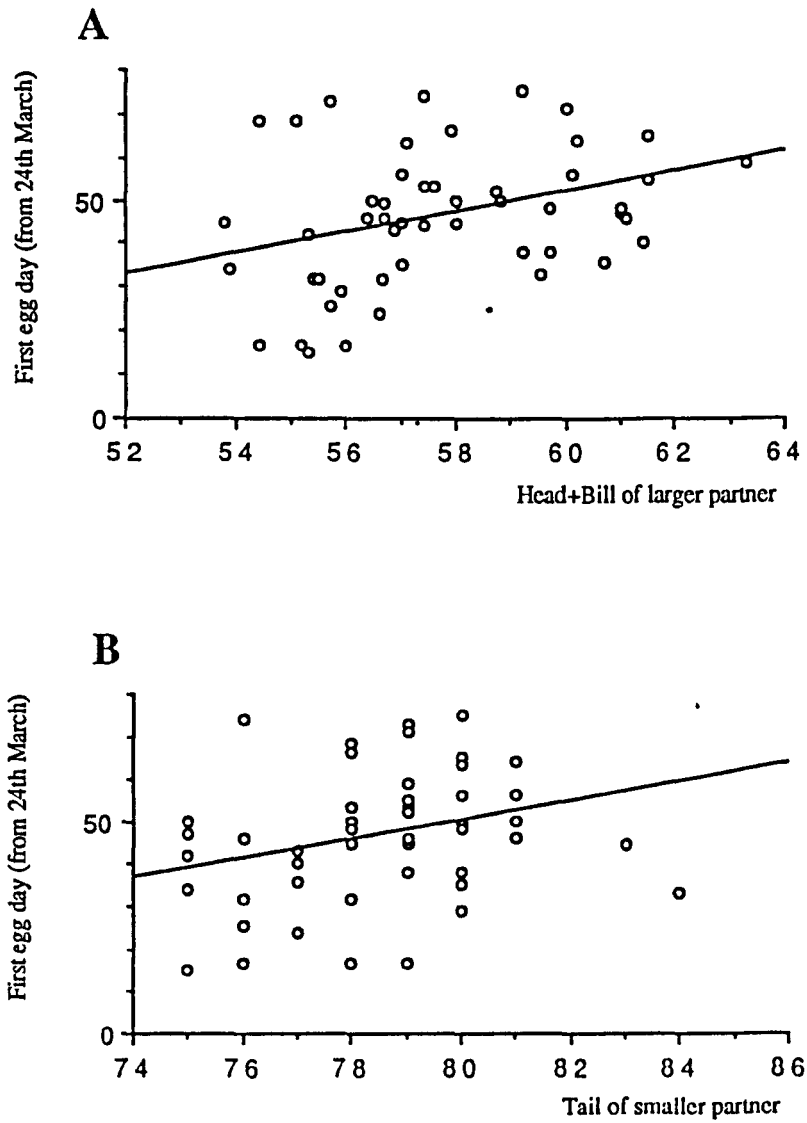 A
First egg day (from 24th March)
50
0
52 54 56 58 60 62 64
Head+Bill of larger partner
B
First egg day (from 24th March)
50
0
74 76 78 80 82 84 86
Tail of smaller partner